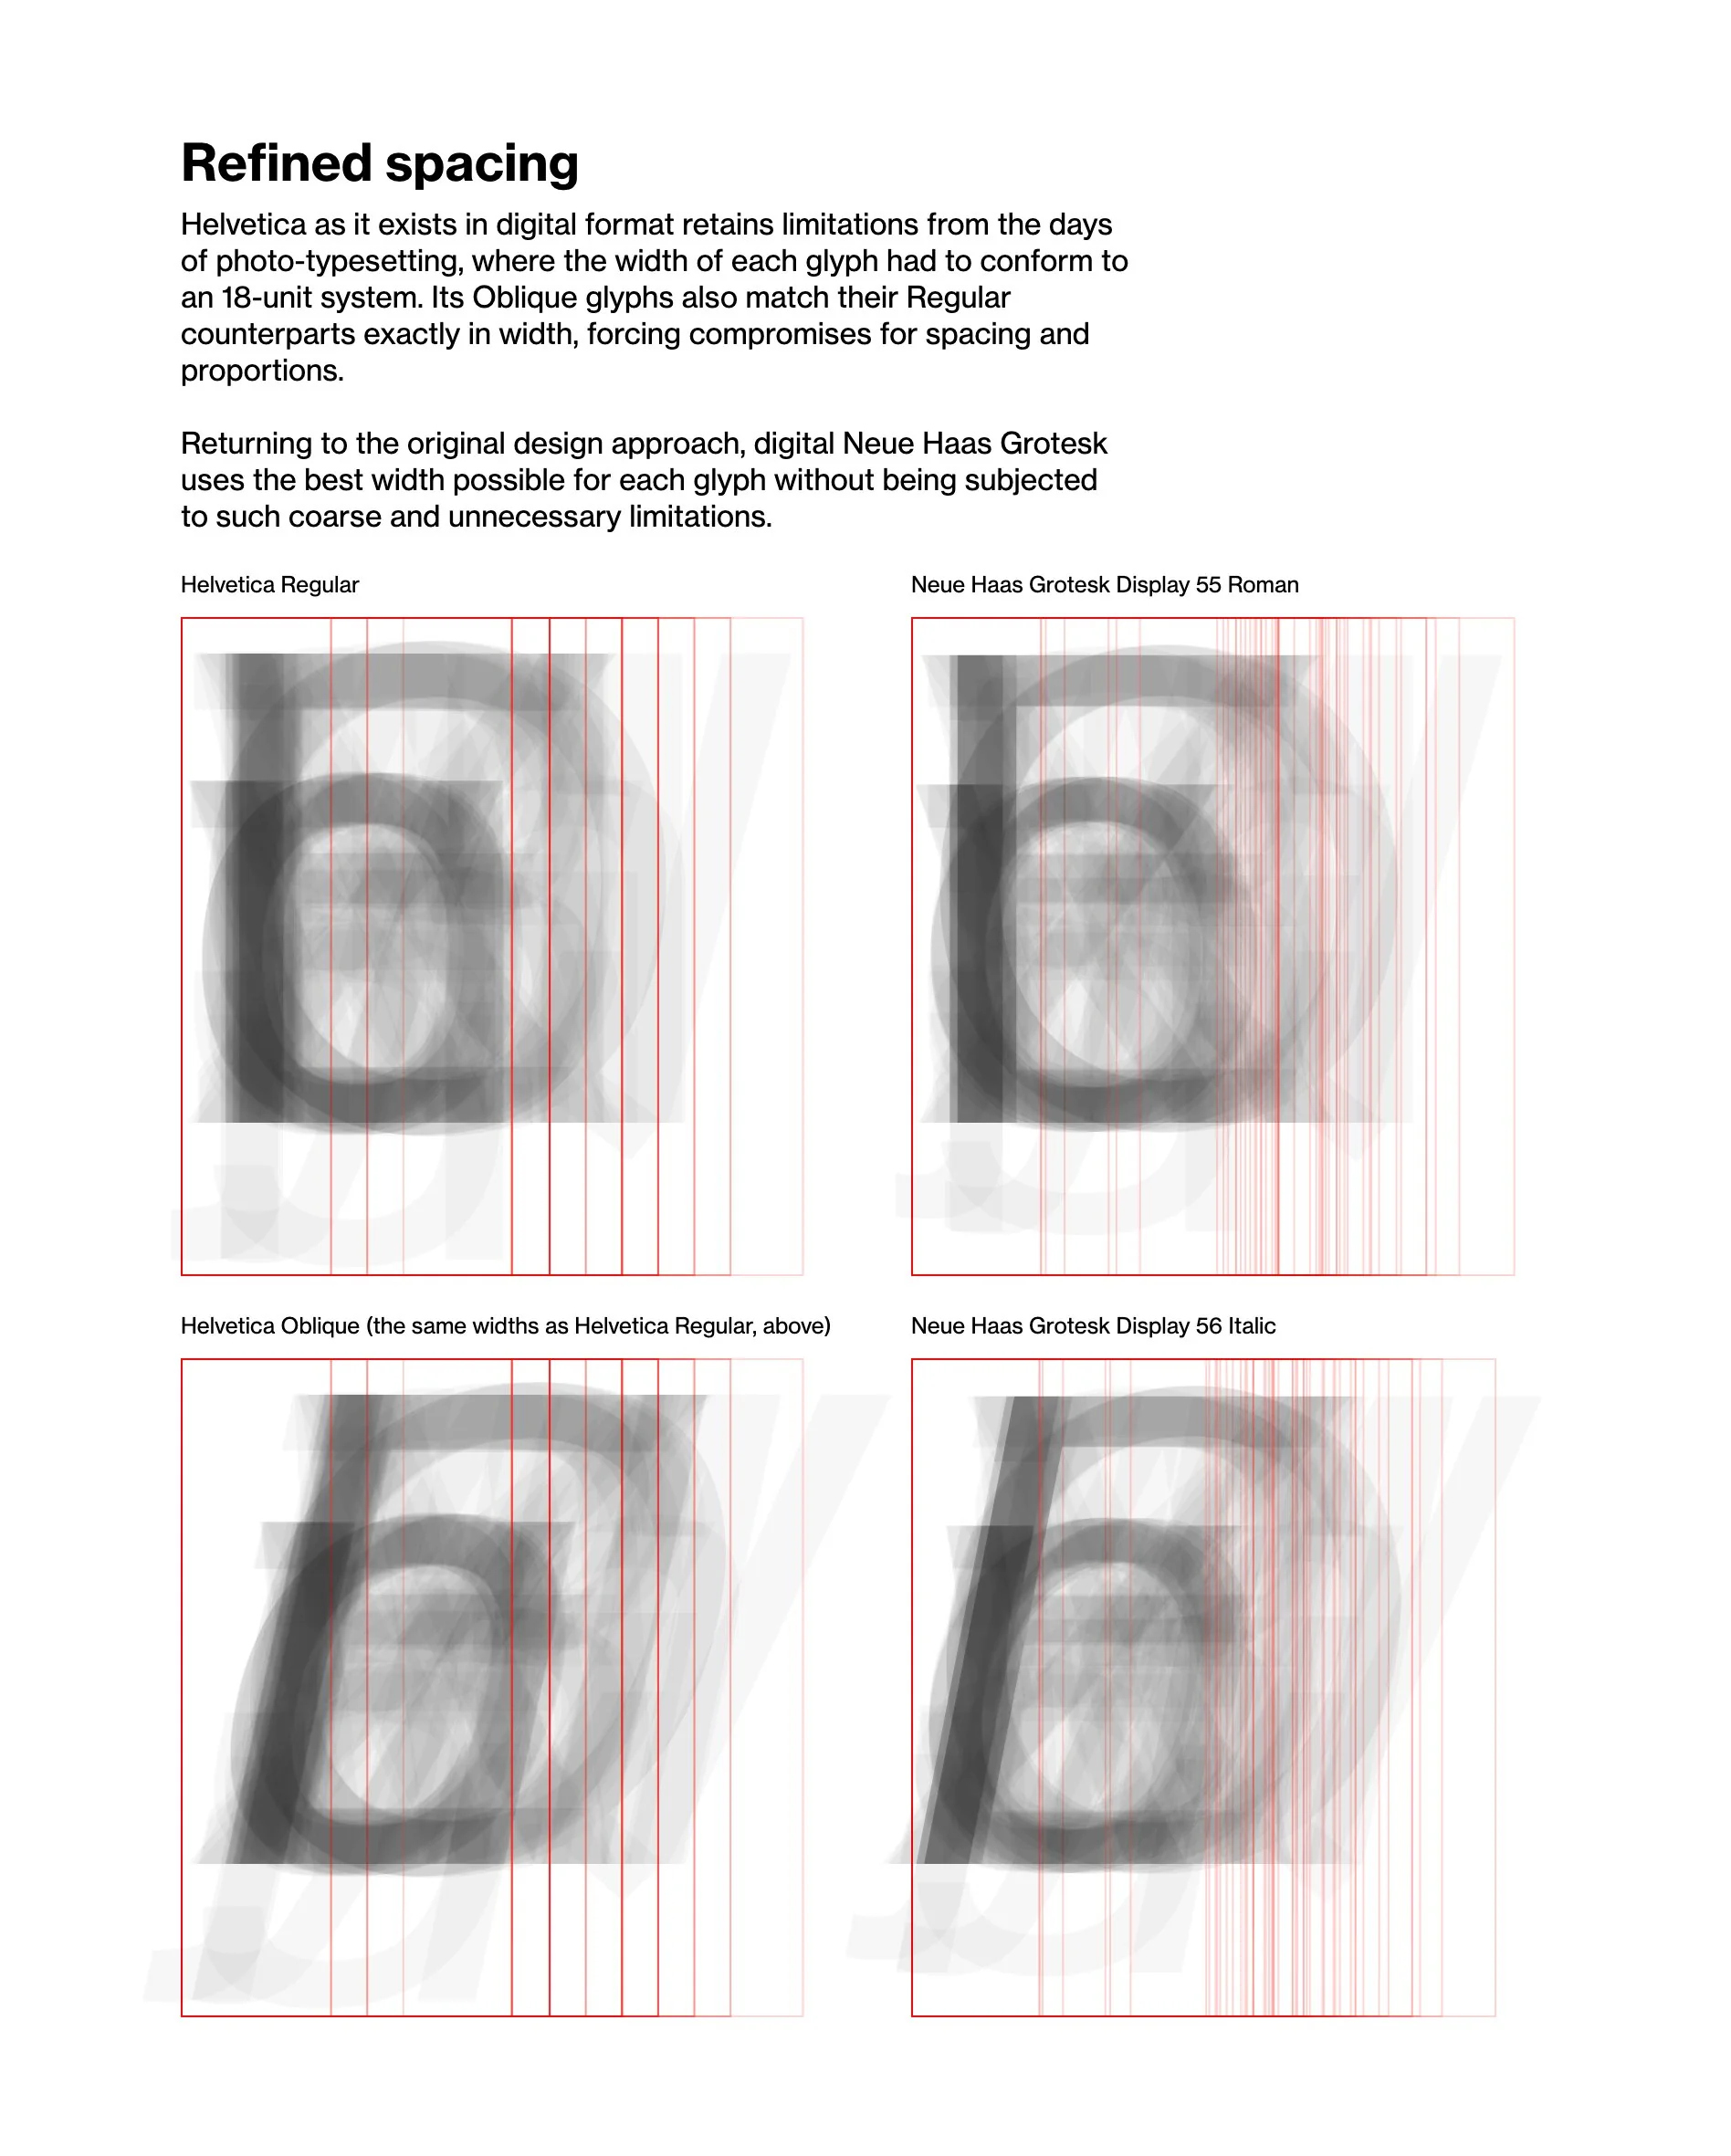 Refined spacing
Helvetica as it exists in digital format retains limitations from the days
of photo-typesetting, where the width of each glyph had to conform to
an 18-unit system. Its Oblique glyphs also match their Regular
counterparts exactly in width, forcing compromises for spacing and
proportions.
Returning to the original design approach, digital Neue Haas Grotesk
uses the best width possible for each glyph without being subjected
to such coarse and unnecessary limitations.
Helvetica Regular
Neue Haas Grotesk Display 55 Roman
Helvetica Oblique (the same widths as Helvetica Regular, above)
Neue Haas Grotesk Display 56 Italic